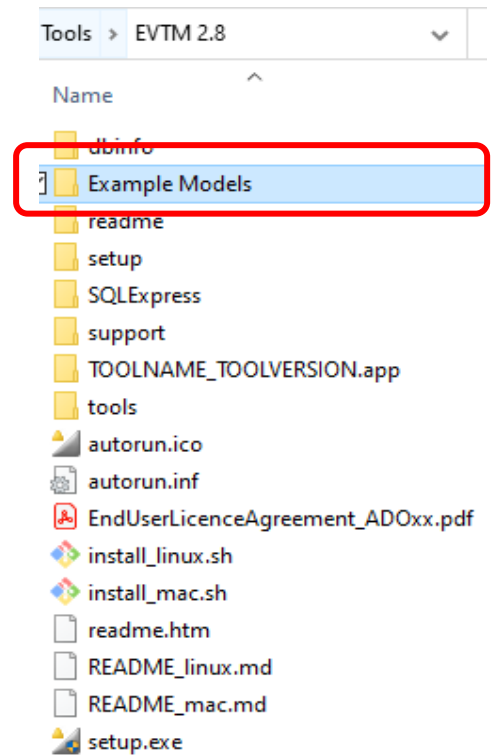 Tools > EVTM 2.8
Name
dbinfo
Example Models
readme
setup
SQLExpress
support
TOOLNAME_TOOLVERSION.app
tools
autorun.ico
autorun.inf
EndUserLicenceAgreement_ADOxx.pdf
install_linux.sh
install_mac.sh
readme.htm
README_linux.md
README_mac.md
setup.exe